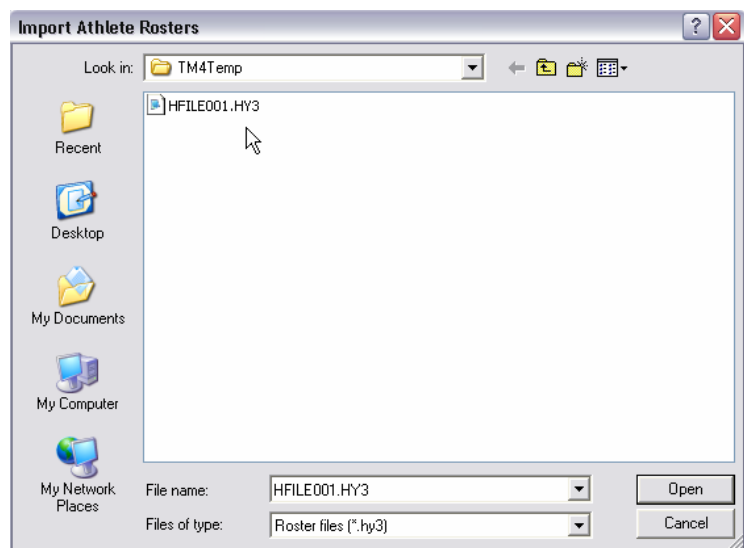 Import Athlete Rosters
?
Look in:
TM4Temp
HFILE001.HY3
Recent
Desktop
My Documents
My Computer
My Network
Places
File name:
HFILE001.HY3
Open
Files of type:
Roster files (*.hy3)
Cancel